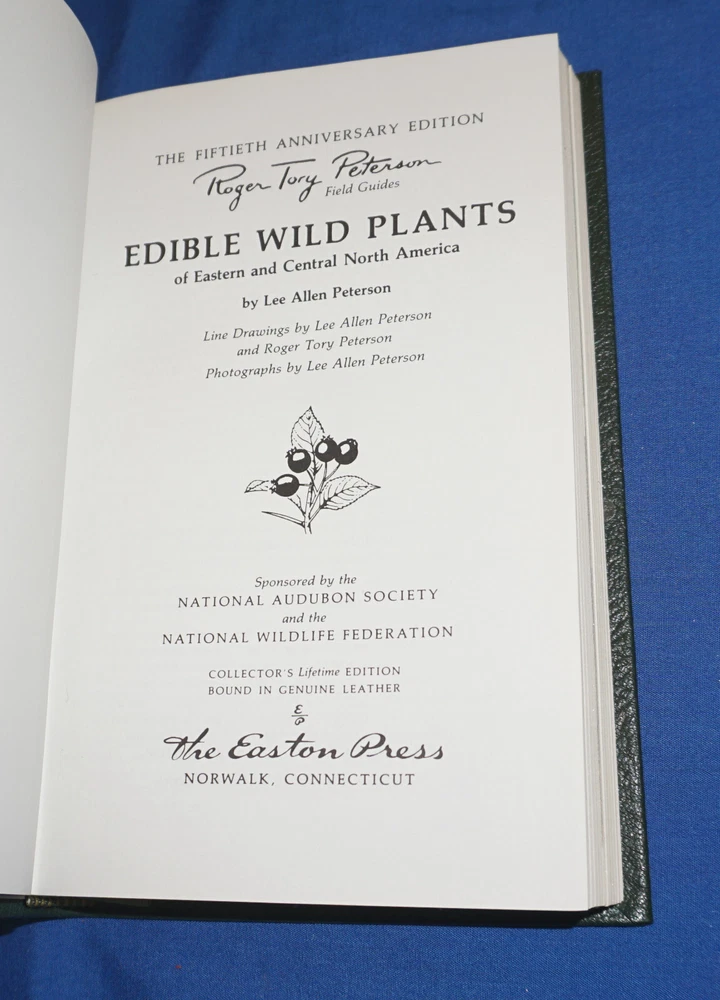 THE FIFTIETH ANNIVERSARY EDITION
Roger Tory Peterson
Field Guides
EDIBLE WILD PLANTS
of Eastern and Central North America
by Lee Allen Peterson
Line Drawings by Lee Allen Peterson
and Roger Tory Peterson
Photographs by Lee Allen Peterson
Sponsored by the
NATIONAL AUDUBON SOCIETY
and the
NATIONAL WILDLIFE FEDERATION
COLLECTOR'S Lifetime EDITION
BOUND IN GENUINE LEATHER
E
P
The Easton Press
NORWALK, CONNECTICUT